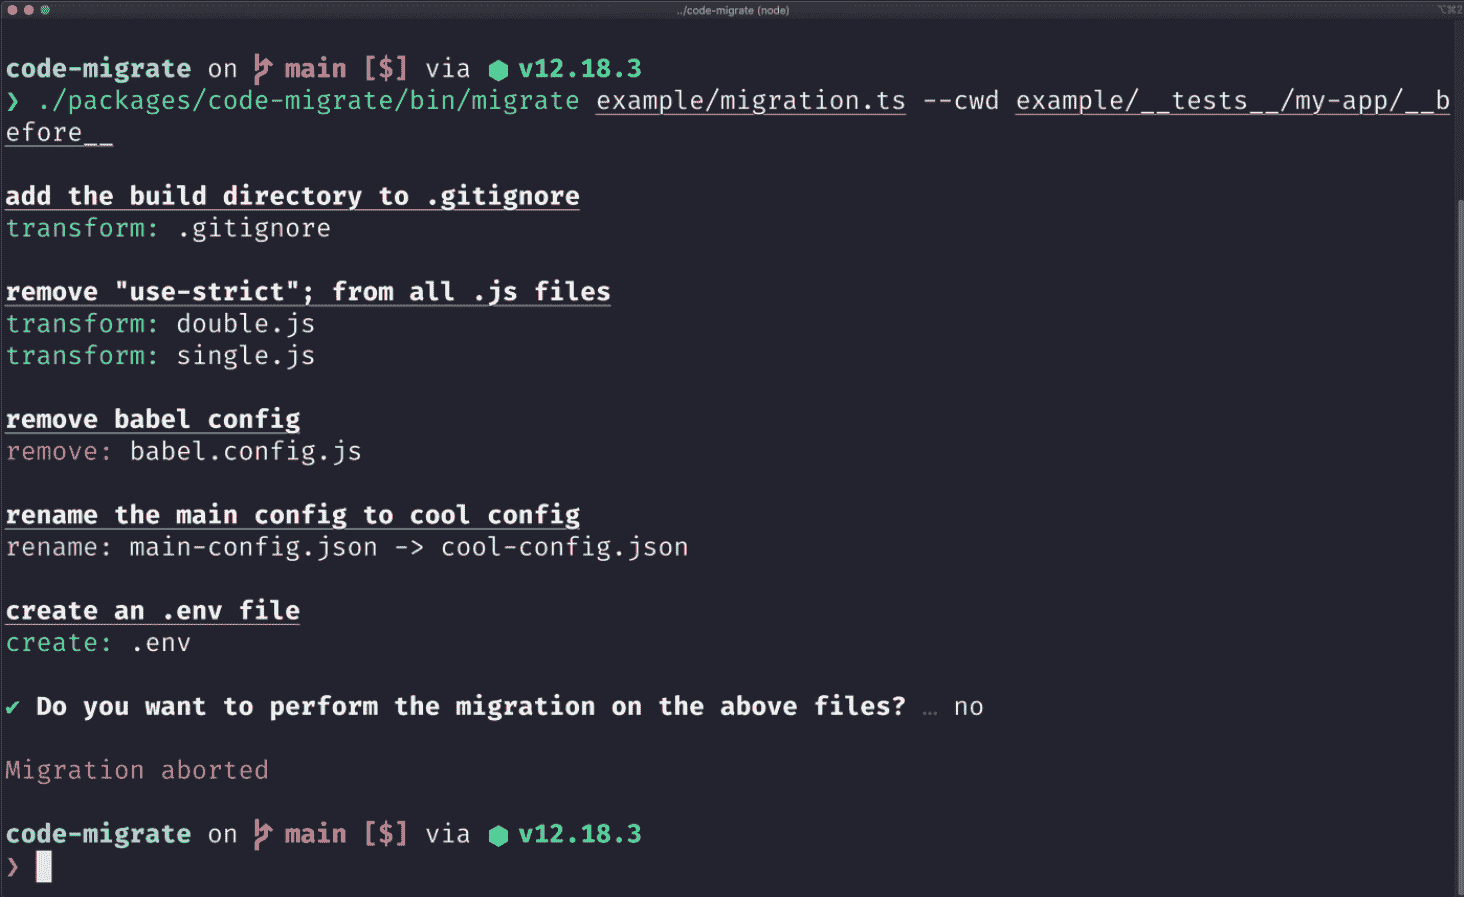 ../code-migrate (node)
⌥⌘2
code-migrate on main [$] via v12.18.3
❯ ./packages/code-migrate/bin/migrate example/migration.ts --cwd example/__tests__/my-app/__b
efore__
add the build directory to .gitignore
transform: .gitignore
remove "use-strict"; from all .js files
transform: double.js
transform: single.js
remove babel config
remove: babel.config.js
rename the main config to cool config
rename: main-config.json -> cool-config.json
create an .env file
create: .env
✔ Do you want to perform the migration on the above files? … no
Migration aborted
code-migrate on main [$] via v12.18.3
❯